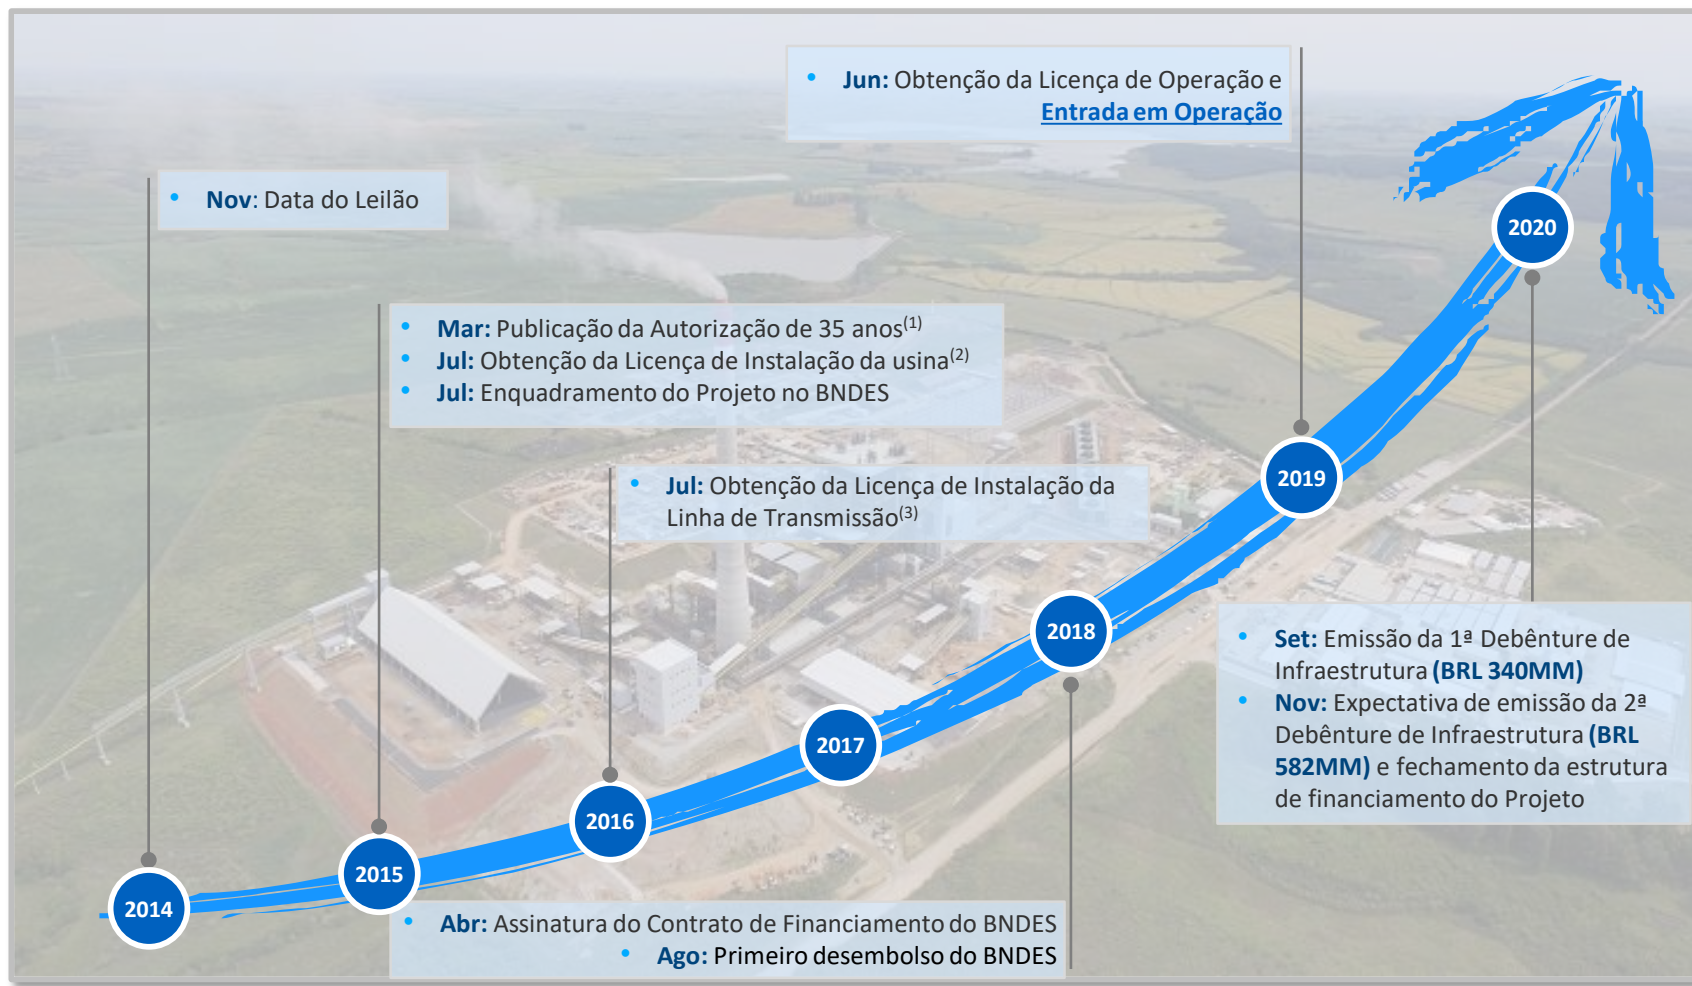 Jun: Obtenção da Licença de Operação e
Entrada em Operação
Nov: Data do Leilão
2020
Mar: Publicação da Autorização de 35 anos(1)
Jul: Obtenção da Licença de Instalação da usina(2)
Jul: Enquadramento do Projeto no BNDES
Jul: Obtenção da Licença de Instalação da
Linha de Transmissão(3)
2019
2018
Set: Emissão da 1ª Debênture de
Infraestrutura (BRL 340MM)
Nov: Expectativa de emissão da 2ª
Debênture de Infraestrutura (BRL
582MM) e fechamento da estrutura
de financiamento do Projeto
2017
2016
2015
2014
Abr: Assinatura do Contrato de Financiamento do BNDES
Ago: Primeiro desembolso do BNDES